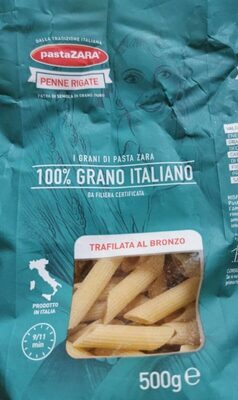 DALLA TRADIZIONE ITALIANA
pastaZARA
PENNE RIGATE
PASTA DI SEMOLA DI GRANO DURO
I GRANI DI PASTA ZARA
100% GRANO ITALIANO
DA FILIERA CERTIFICATA
TRAFILATA AL BRONZO
PRODOTTO
IN ITALIA
9/11
min
500g e